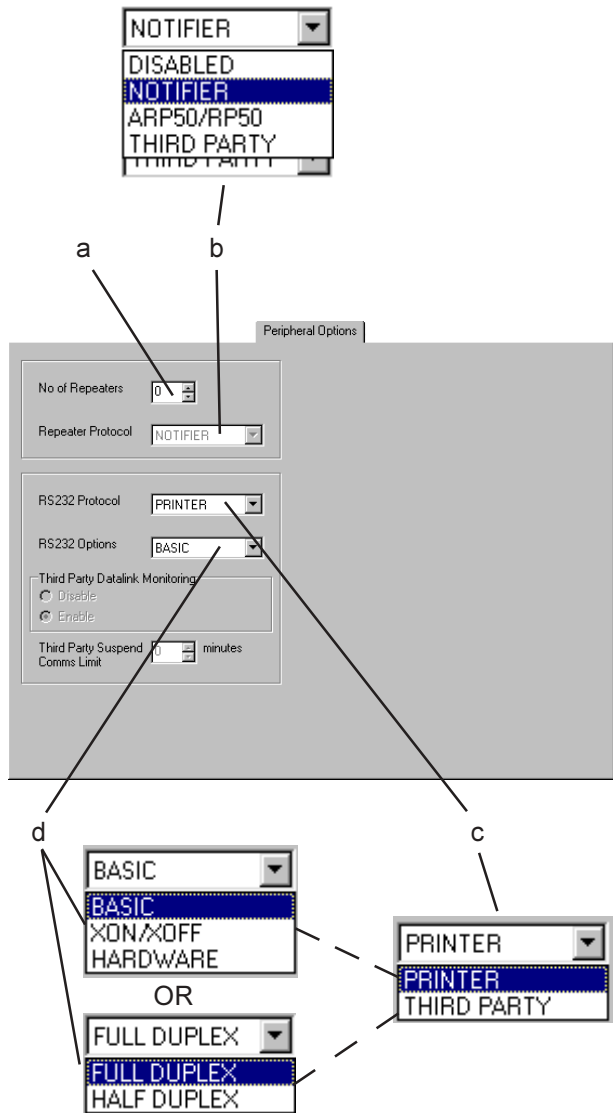 NOTIFIER
DISABLED
NOTIFIER
ARP50/RP50
THIRD PARTY
THIRD PARTY
a
b
Peripheral Options
No of Repeaters 0
Repeater Protocol NOTIFIER
RS232 Protocol PRINTER
RS232 Options BASIC
Third Party Datalink Monitoring
Disable
Enable
Third Party Suspend 0 minutes
Comms Limit
d
c
BASIC
BASIC
XON/XOFF
HARDWARE
OR
FULL DUPLEX
FULL DUPLEX
HALF DUPLEX
PRINTER
PRINTER
THIRD PARTY